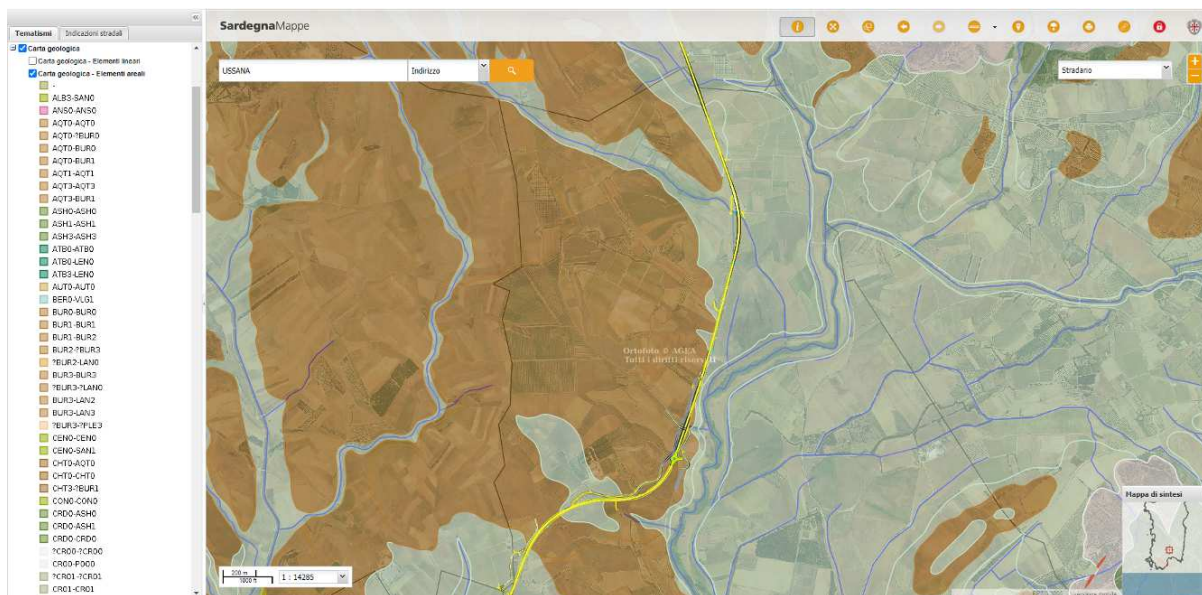 SardegnaMappe
Tematismi
Indicazioni stradali
Carta geologica
Carta geologica - Elementi lineari
Carta geologica - Elementi areali
-
ALB3-SAN0
ANS0-ANS0
AQT0-AQT0
AQT0-?BUR0
AQT0-BUR0
AQT0-BUR1
AQT1-AQT1
AQT3-AQT3
AQT3-BUR1
ASH0-ASH0
ASH1-ASH1
ASH3-ASH3
ATB0-ATB0
ATB0-LEN0
ATB3-LEN0
AUT0-AUT0
BER0-VLG1
BUR0-BUR0
BUR1-BUR1
BUR1-BUR2
BUR2-?BUR3
?BUR2-LAN0
BUR3-BUR3
?BUR3-?LAN0
BUR3-LAN2
BUR3-LAN3
?BUR3-?PLE3
CEN0-CEN0
CEN0-SAN1
CHT0-AQT0
CHT0-CHT0
CHT3-?BUR1
CON0-CON0
CRD0-ASH0
CRD0-ASH1
CRD0-CRD0
?CR00-?CR00
CR00-P000
?CR01-?CR01
CR01-CR01
USSANA
Indirizzo
Stradario
Ortofoto © AGEA
Tutti i diritti riservati
Mappa di sintesi
200 m
1000 ft
1 : 14285